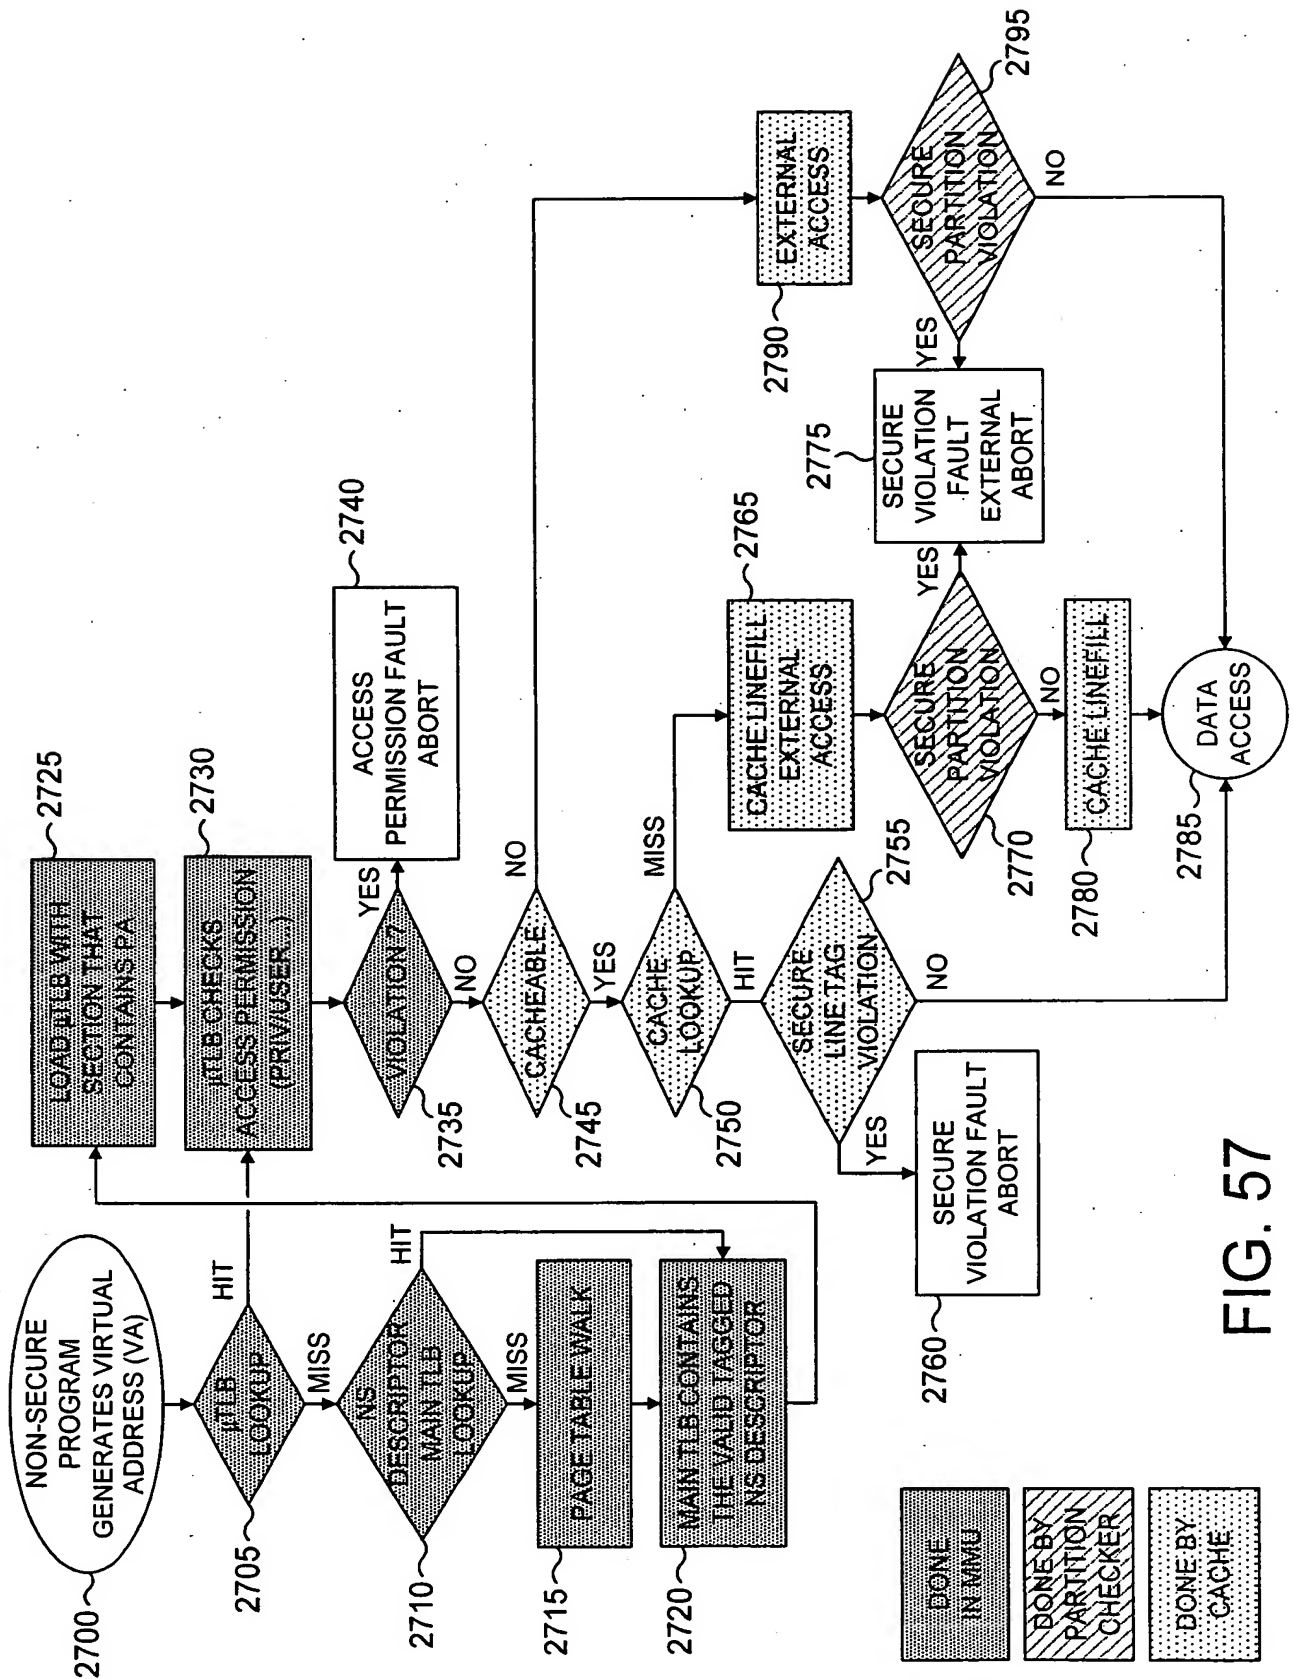 2700
NON-SECURE
PROGRAM
GENERATES VIRTUAL
ADDRESS (VA)
2705
µTLB
LOOKUP
HIT
MISS
2710
NS
DESCRIPTOR
MAIN TLB
LOOKUP
HIT
MISS
2715
PAGE TABLE WALK
2720
MAIN TLB CONTAINS
THE VALID TAGGED
NS DESCRIPTOR
2725
LOAD µTLB WITH
SECTION THAT
CONTAINS PA
2730
µTLB CHECKS
ACCESS PERMISSION
(PRIV/USER...)
2735
VIOLATION ?
YES
NO
2740
ACCESS
PERMISSION FAULT
ABORT
2745
CACHEABLE
NO
YES
2750
CACHE
LOOKUP
MISS
HIT
2755
SECURE
LINE TAG
VIOLATION
YES
NO
2760
SECURE
VIOLATION FAULT
ABORT
2765
CACHE LINEFILL
EXTERNAL
ACCESS
2770
SECURE
PARTITION
VIOLATION
YES
NO
2775
SECURE
VIOLATION
FAULT
EXTERNAL
ABORT
2780
CACHE LINEFILL
2785
DATA
ACCESS
2790
EXTERNAL
ACCESS
2795
SECURE
PARTITION
VIOLATION
YES
NO
DONE
IN MMU
DONE BY
PARTITION
CHECKER
DONE BY
CACHE
FIG. 57